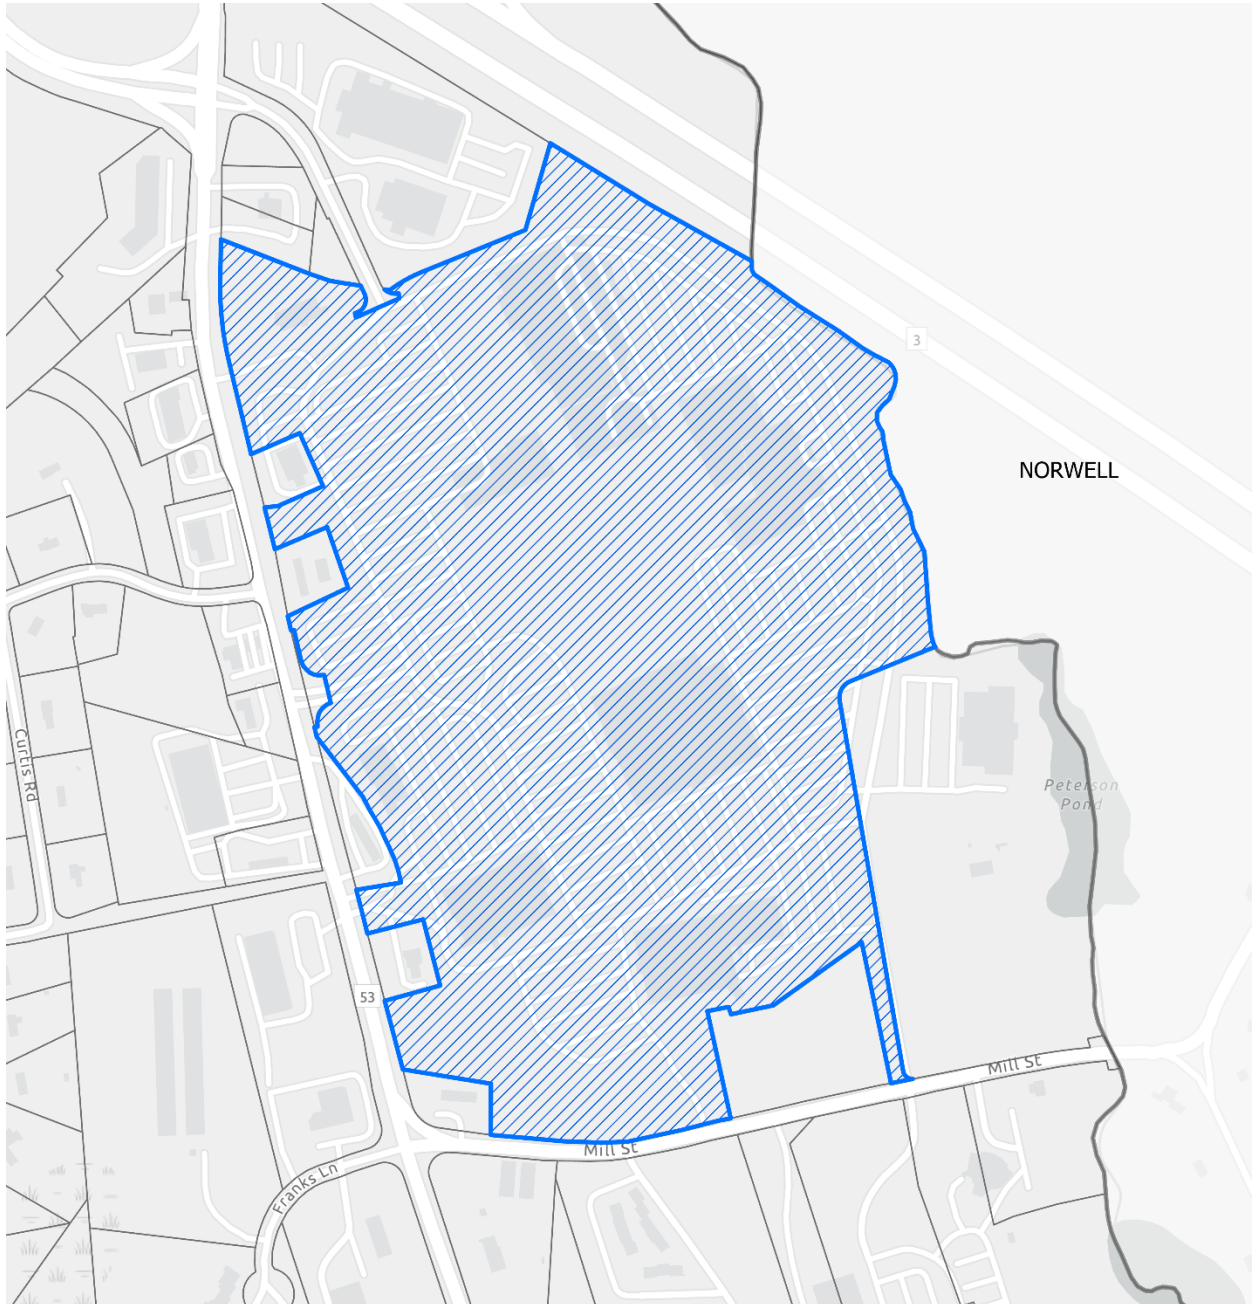 3
NORWELL
Curtis Rd
Peterson
Pond
53
Mill St
Mill St
Franks Ln